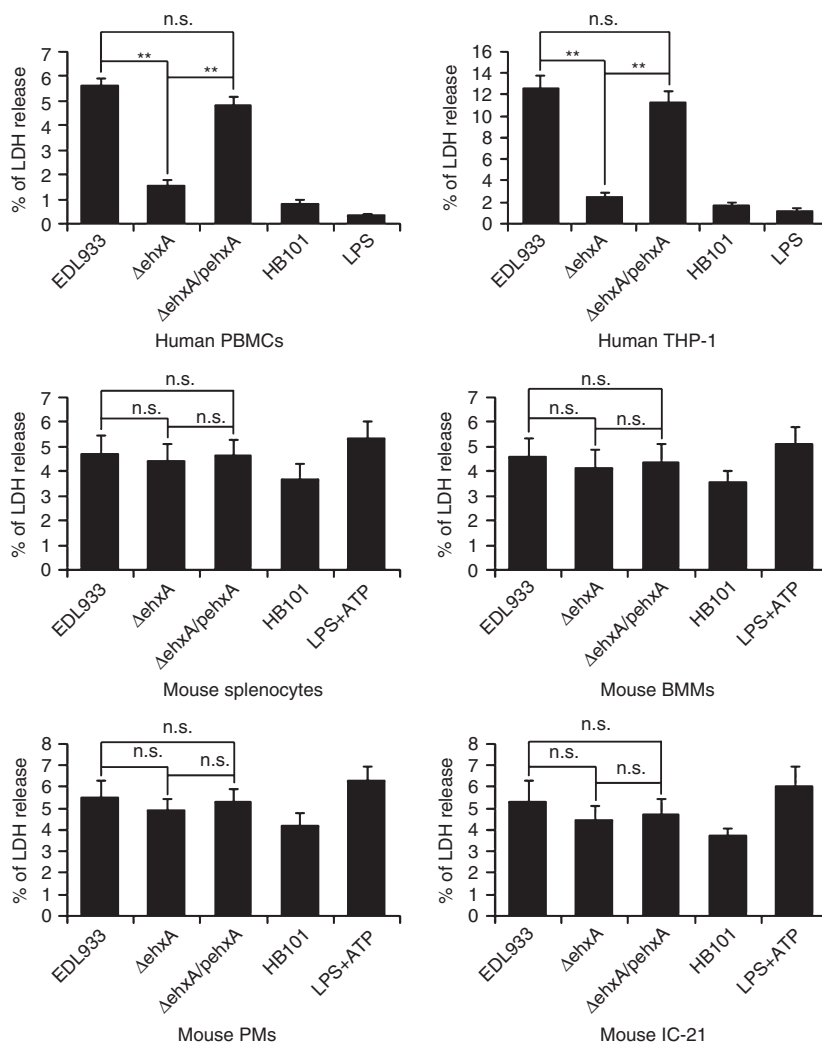 n.s.
**
**
% of LDH release
7
6
5
4
3
2
1
0
EDL933
ΔehxA
ΔehxA/pehxA
HB101
LPS
Human PBMCs
n.s.
**
**
% of LDH release
16
14
12
10
8
6
4
2
0
EDL933
ΔehxA
ΔehxA/pehxA
HB101
LPS
Human THP-1
n.s.
n.s.
n.s.
% of LDH release
7
6
5
4
3
2
1
0
EDL933
ΔehxA
ΔehxA/pehxA
HB101
LPS+ATP
Mouse splenocytes
n.s.
n.s.
n.s.
% of LDH release
7
6
5
4
3
2
1
0
EDL933
ΔehxA
ΔehxA/pehxA
HB101
LPS+ATP
Mouse BMMs
n.s.
n.s.
n.s.
% of LDH release
8
7
6
5
4
3
2
1
0
EDL933
ΔehxA
ΔehxA/pehxA
HB101
LPS+ATP
Mouse PMs
n.s.
n.s.
n.s.
% of LDH release
8
7
6
5
4
3
2
1
0
EDL933
ΔehxA
ΔehxA/pehxA
HB101
LPS+ATP
Mouse IC-21